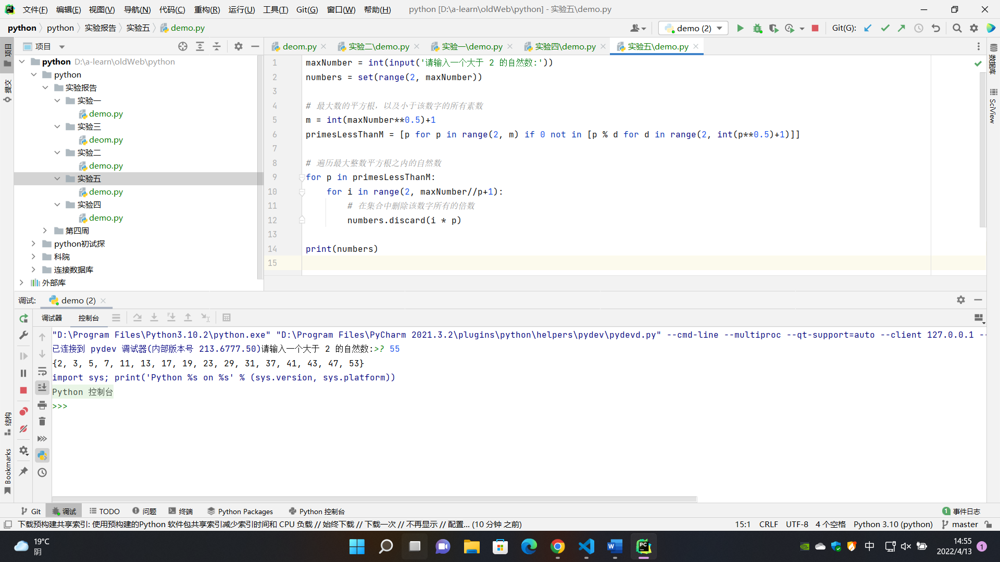 文件(F) 编辑(E) 视图(V) 导航(N) 代码(C) 重构(R) 运行(U) 工具(T) Git(G) 窗口(W) 帮助(H) python [D:\a-learn\oldWeb\python] - 实验五\demo.py
python python 实验报告 实验五 demo.py demo (2) Git(G):
项目 deom.py 实验二\demo.py 实验一\demo.py 实验四\demo.py 实验五\demo.py
项目
提交
结构
Bookmarks
python D:\a-learn\oldWeb\python
python
实验报告
实验一
demo.py
实验三
deom.py
实验二
demo.py
实验五
demo.py
实验四
demo.py
第四周
python初试探
科院
连接数据库
外部库
1 maxNumber = int(input('请输入一个大于 2 的自然数:'))
2 numbers = set(range(2, maxNumber))
3
4 # 最大数的平方根，以及小于该数字的所有素数
5 m = int(maxNumber**0.5)+1
6 primesLessThanM = [p for p in range(2, m) if 0 not in [p % d for d in range(2, int(p**0.5)+1)]]
7
8 # 遍历最大整数平方根之内的自然数
9 for p in primesLessThanM:
10 for i in range(2, maxNumber//p+1):
11 # 在集合中删除该数字所有的倍数
12 numbers.discard(i * p)
13
14 print(numbers)
15
数据库
SciView
调试: demo (2)
调试器 控制台
"D:\Program Files\Python3.10.2\python.exe" "D:\Program Files\PyCharm 2021.3.2\plugins\python\helpers\pydev\pydevd.py" --cmd-line --multiproc --qt-support=auto --client 127.0.0.1 --
已连接到 pydev 调试器(内部版本号 213.6777.50)请输入一个大于 2 的自然数:>? 55
{2, 3, 5, 7, 11, 13, 17, 19, 23, 29, 31, 37, 41, 43, 47, 53}
import sys; print('Python %s on %s' % (sys.version, sys.platform))
Python 控制台
>>>
Git 调试 TODO 问题 终端 Python Packages Python 控制台 1 事件日志
下载预构建共享索引: 使用预构建的Python 软件包共享索引减少索引时间和 CPU 负载 // 始终下载 // 下载一次 // 不再显示 // 配置... (10 分钟 之前) 15:1 CRLF UTF-8 4 个空格 Python 3.10 (python) master
19°C
阴
中
14:55
2022/4/13
1